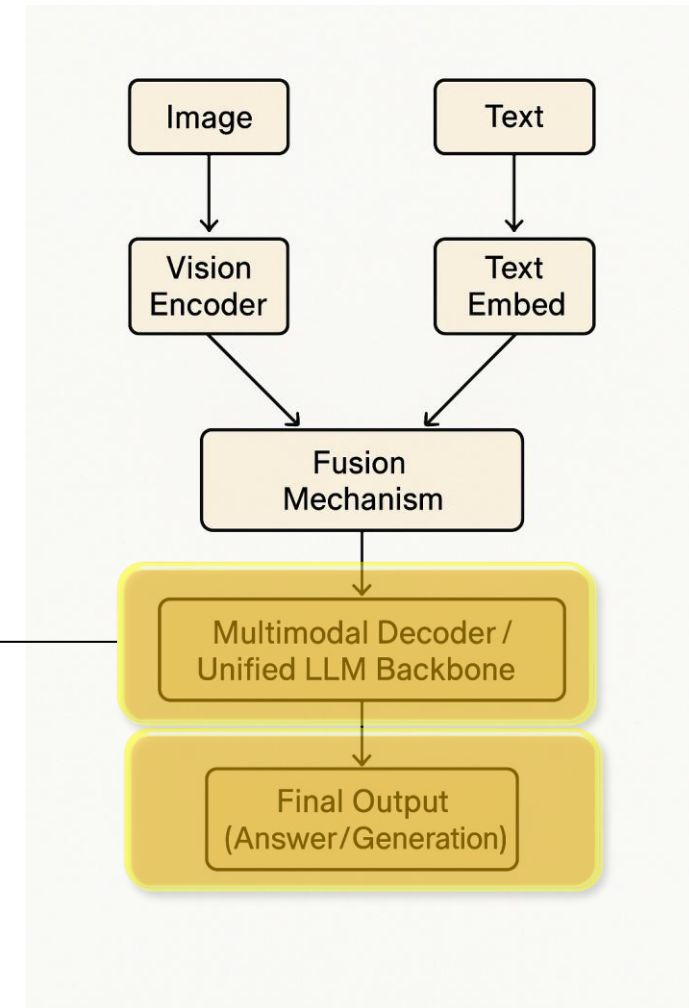 Image
Text
Vision
Encoder
Text
Embed
Fusion
Mechanism
Multimodal Decoder /
Unified LLM Backbone
Final Output
(Answer/Generation)